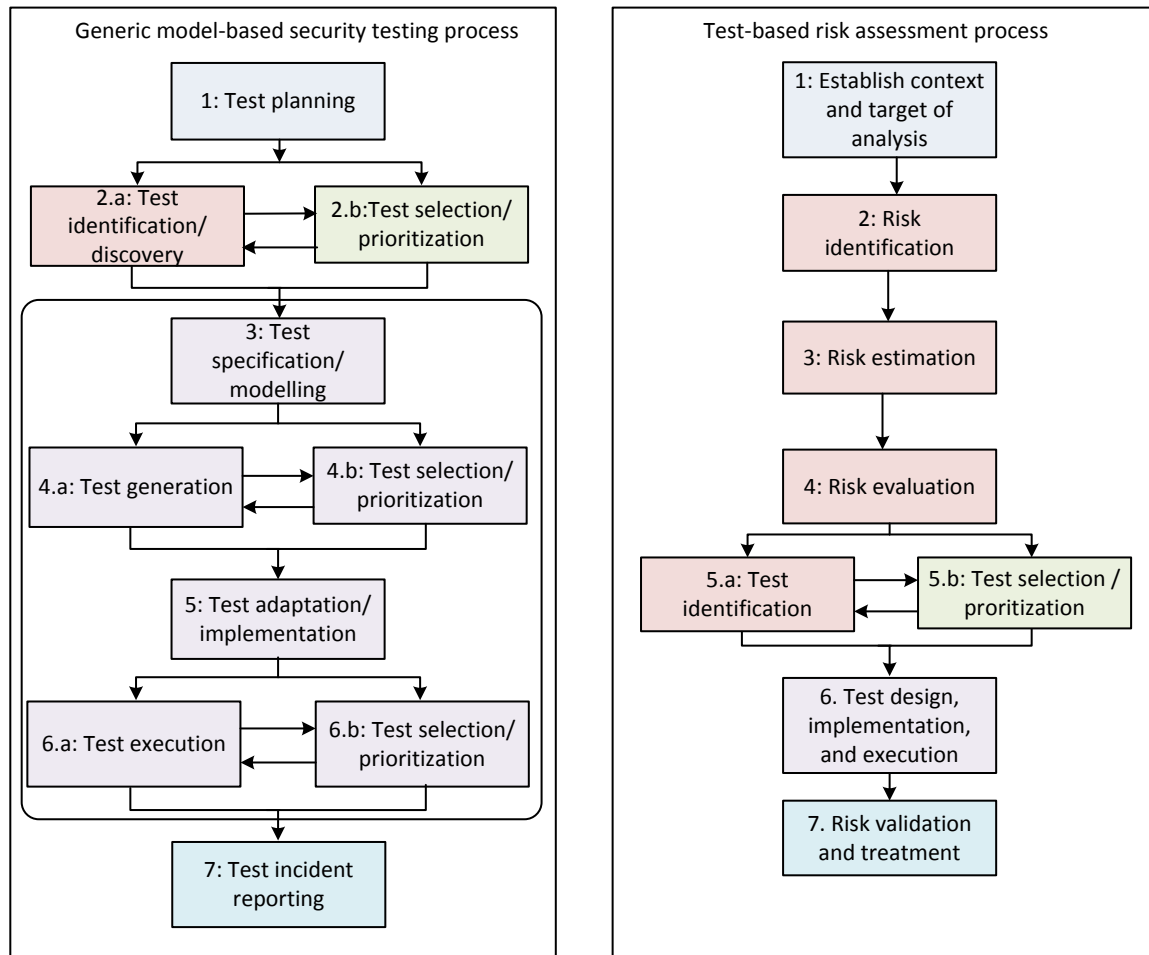 Generic model-based security testing process
1: Test planning
2.a: Test
identification/
discovery
2.b:Test selection/
prioritization
3: Test
specification/
modelling
4.a: Test generation
4.b: Test selection/
prioritization
5: Test adaptation/
implementation
6.a: Test execution
6.b: Test selection/
prioritization
7: Test incident
reporting
Test-based risk assessment process
1: Establish context
and target of
analysis
2: Risk
identification
3: Risk estimation
4: Risk evaluation
5.a: Test
identification
5.b: Test selection /
proritization
6. Test design,
implementation,
and execution
7. Risk validation
and treatment